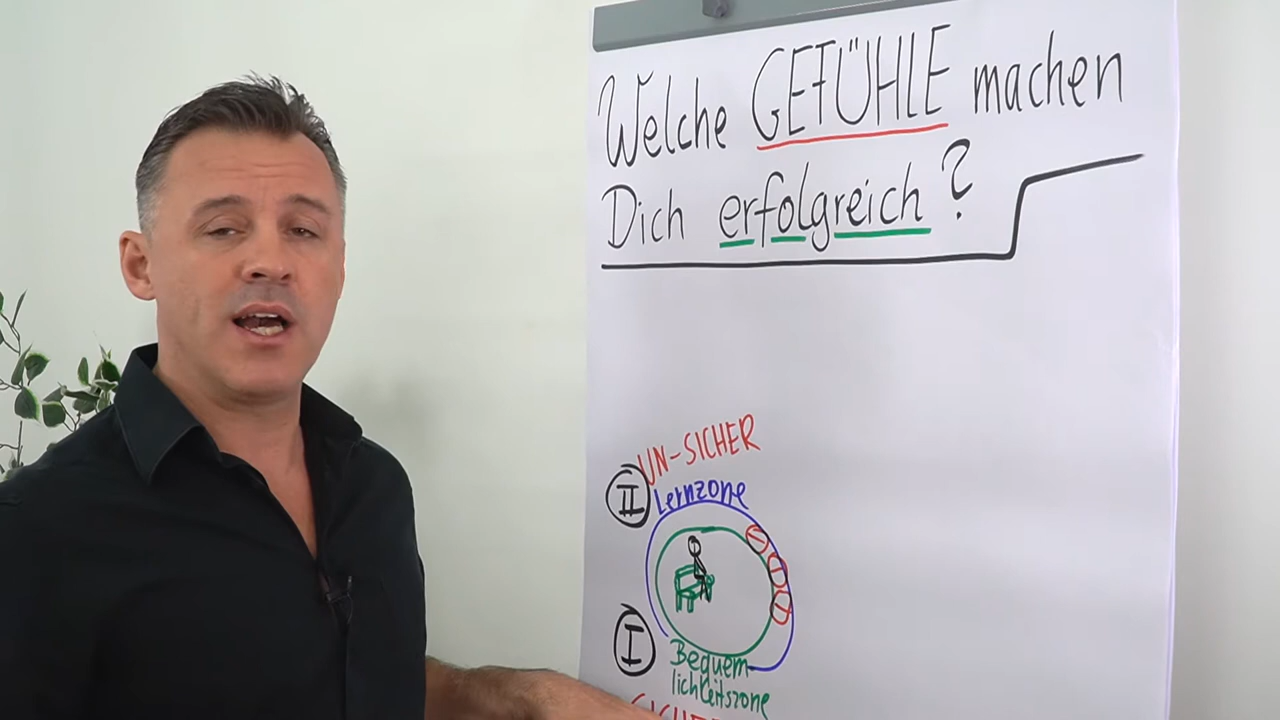 Welche GEFÜHLE machen
Dich erfolgreich?
UN-SICHER
II
Lernzone
I
Bequem-
lichkeitszone